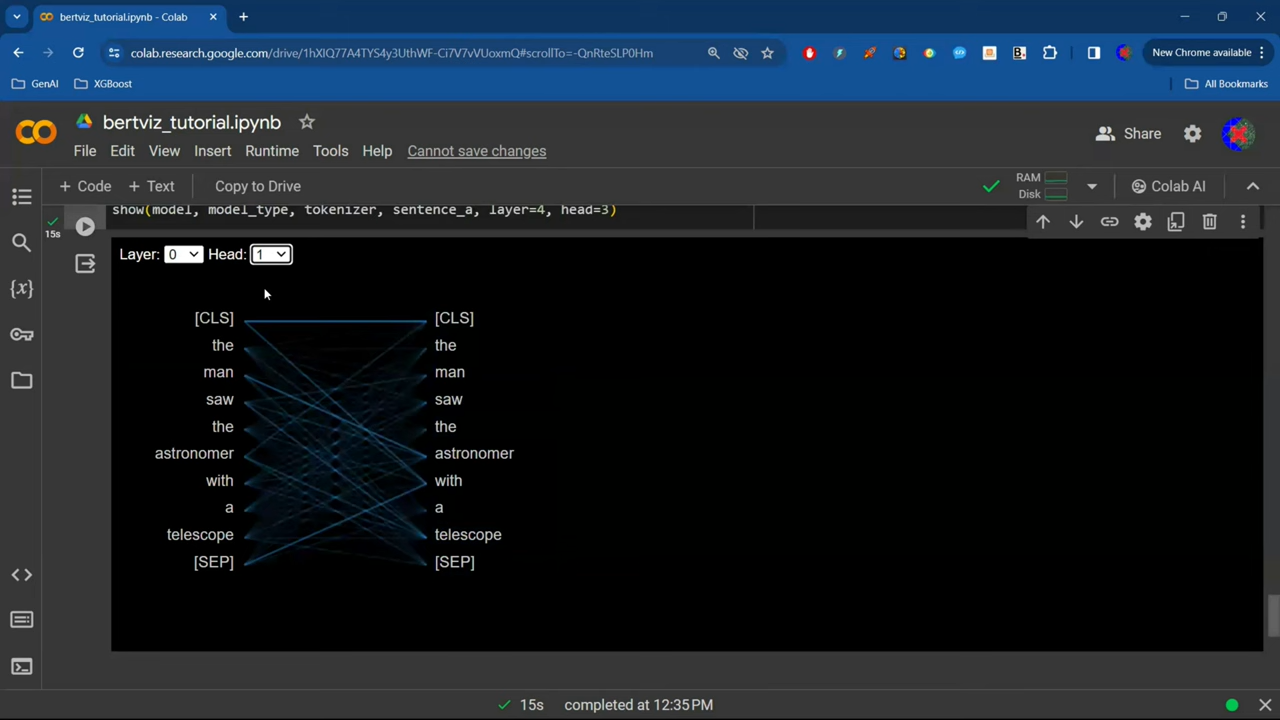 bertviz_tutorial.ipynb - Colab
colab.research.google.com/drive/1hXIQ77A4TYS4y3UthWF-Ci7V7vVUoxmQ#scrollTo=-QnRteSLP0Hm
New Chrome available
GenAI XGBoost All Bookmarks
bertviz_tutorial.ipynb
Share
File Edit View Insert Runtime Tools Help Cannot save changes
+ Code + Text Copy to Drive
RAM
Disk
Colab AI
show(model, model_type, tokenizer, sentence_a, layer=4, head=3)
15s
Layer: 0 Head: 1
[CLS] [CLS]
the the
man man
saw saw
the the
astronomer astronomer
with with
a a
telescope telescope
[SEP] [SEP]
15s completed at 12:35 PM